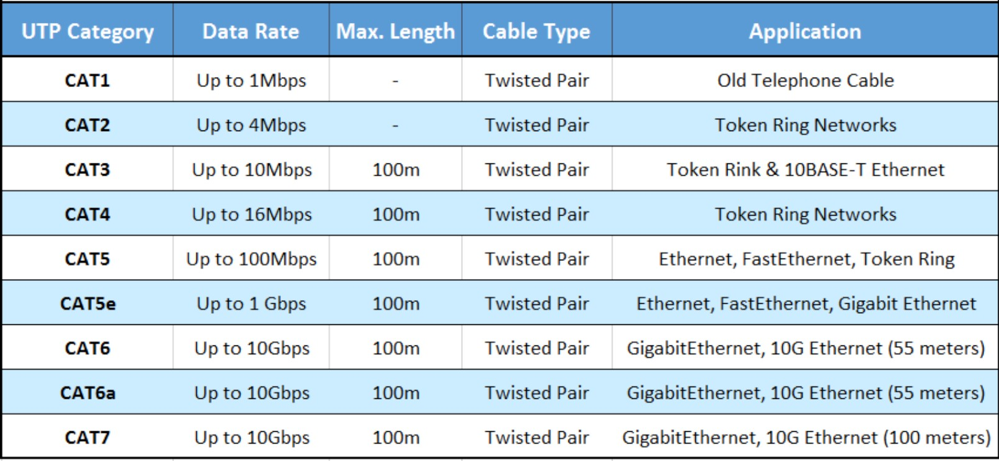 UTP Category Data Rate Max. Length Cable Type Application
CAT1 Up to 1Mbps - Twisted Pair Old Telephone Cable
CAT2 Up to 4Mbps - Twisted Pair Token Ring Networks
CAT3 Up to 10Mbps 100m Twisted Pair Token Rink & 10BASE-T Ethernet
CAT4 Up to 16Mbps 100m Twisted Pair Token Ring Networks
CAT5 Up to 100Mbps 100m Twisted Pair Ethernet, FastEthernet, Token Ring
CAT5e Up to 1 Gbps 100m Twisted Pair Ethernet, FastEthernet, Gigabit Ethernet
CAT6 Up to 10Gbps 100m Twisted Pair GigabitEthernet, 10G Ethernet (55 meters)
CAT6a Up to 10Gbps 100m Twisted Pair GigabitEthernet, 10G Ethernet (55 meters)
CAT7 Up to 10Gbps 100m Twisted Pair GigabitEthernet, 10G Ethernet (100 meters)